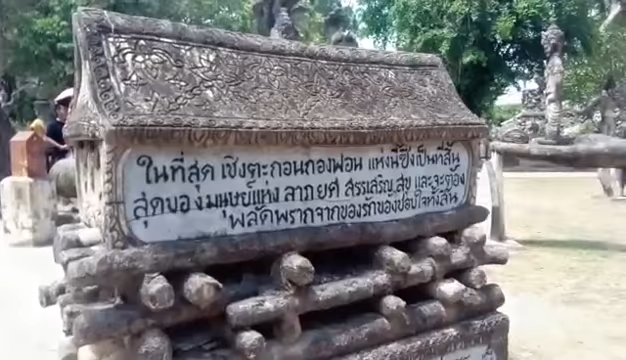 ในที่สุด เชิงตะกอนกองฟอน แห่งนี้ซึ่งเป็นที่สิ้น
สุดของมนุษย์แห่ง ลาภยศ สรรเสริญ สุข และจะต้อง
พลัดพรากจากของรักของชอบใจทั้งสิ้น